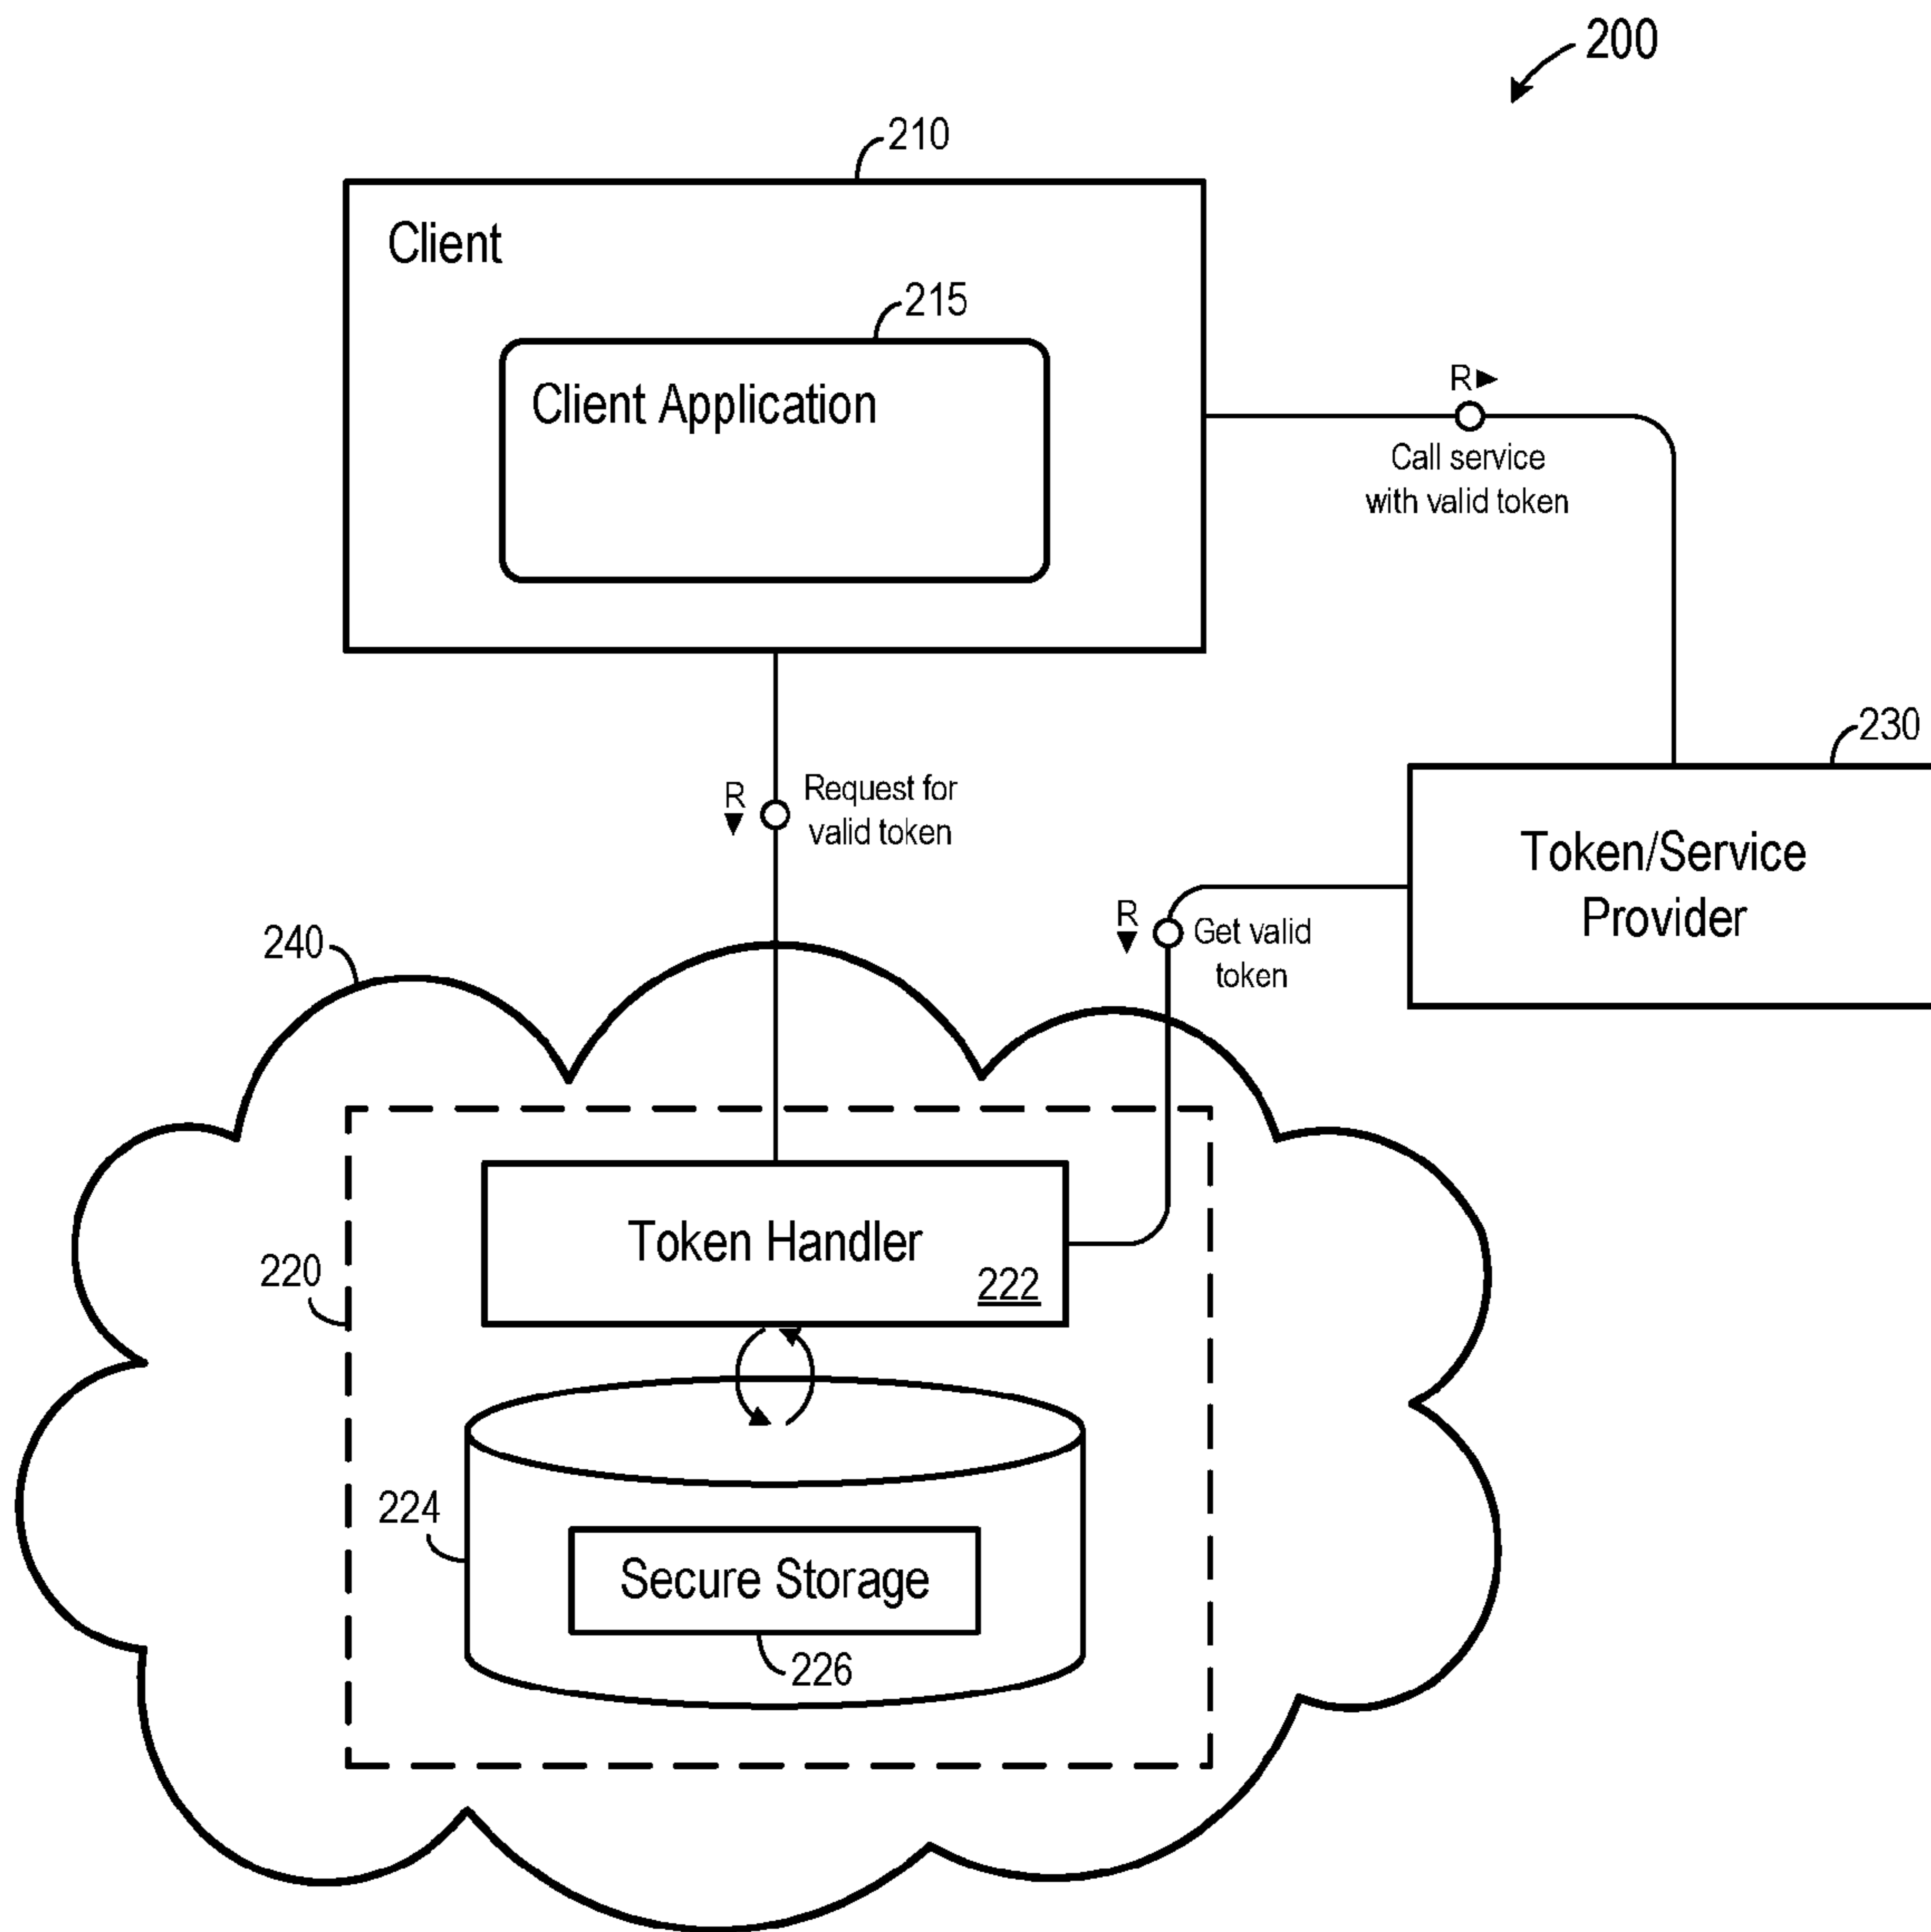 200
210
Client
215
Client Application
R►
Call service
with valid token
230
R
▼
Request for
valid token
Token/Service
Provider
R
▼
Get valid
token
240
Token Handler
222
220
224
Secure Storage
226